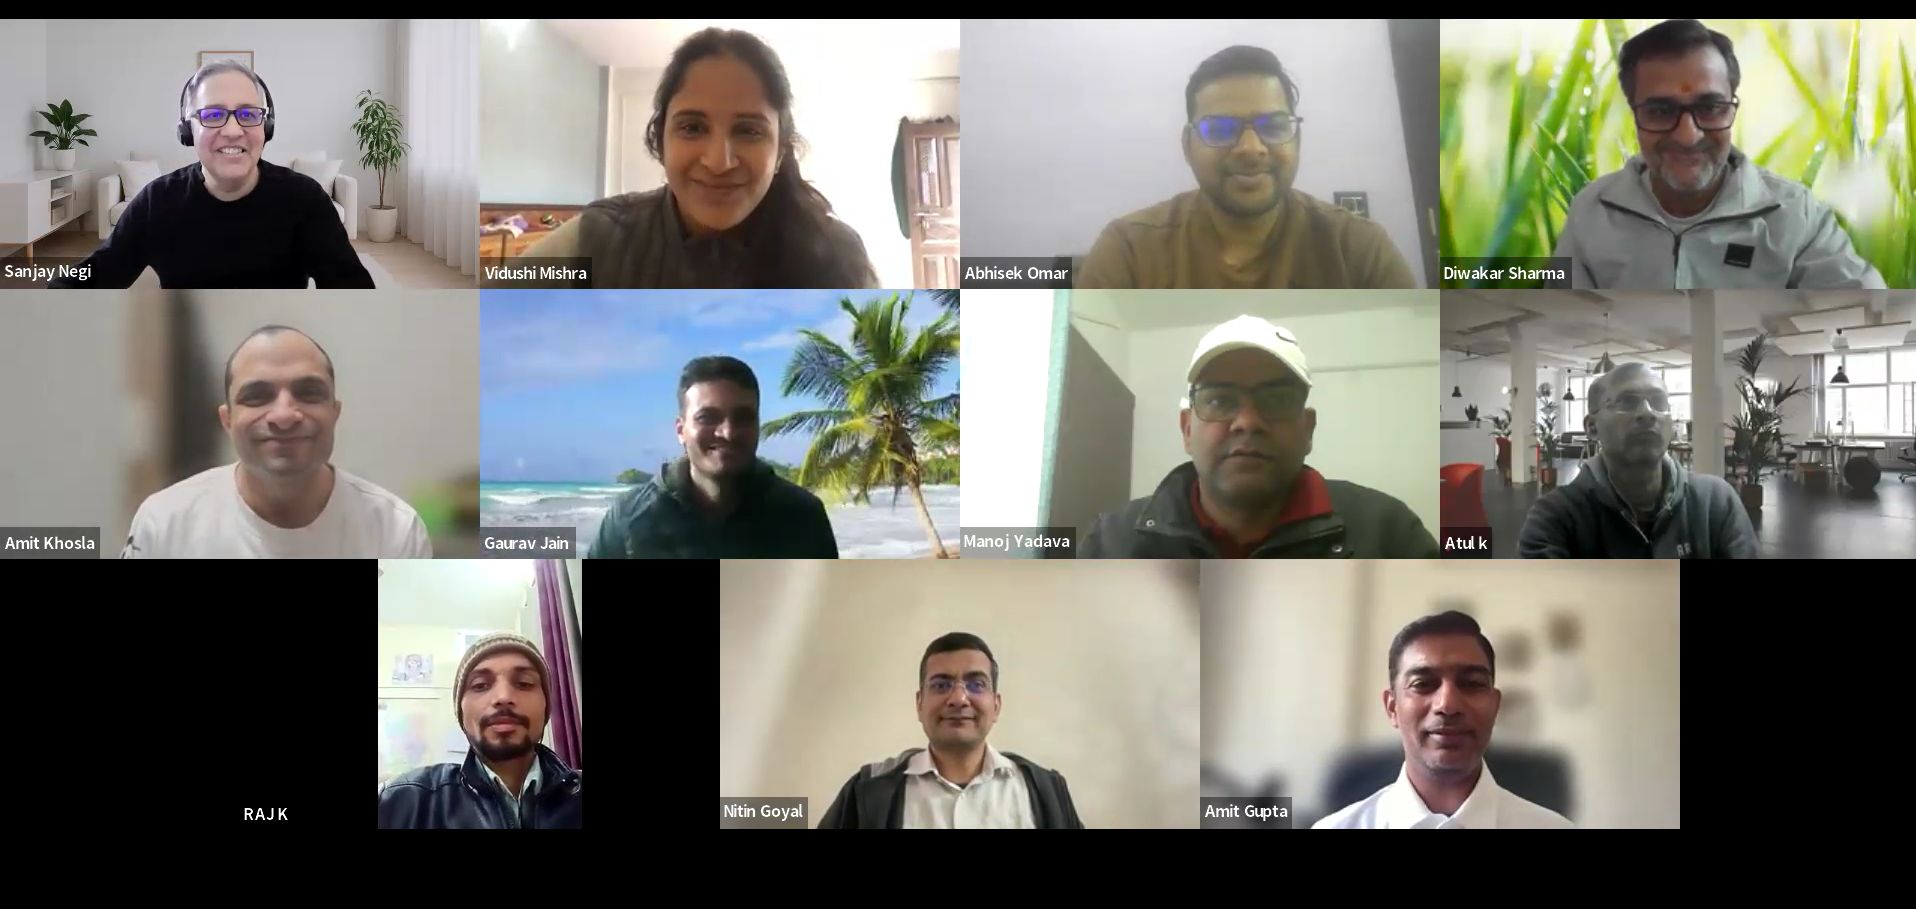 Sanjay Negi
Vidushi Mishra
Abhisek Omar
Diwakar Sharma
Amit Khosla
Gaurav Jain
Manoj Yadava
Atul k
RAJ K
Nitin Goyal
Amit Gupta